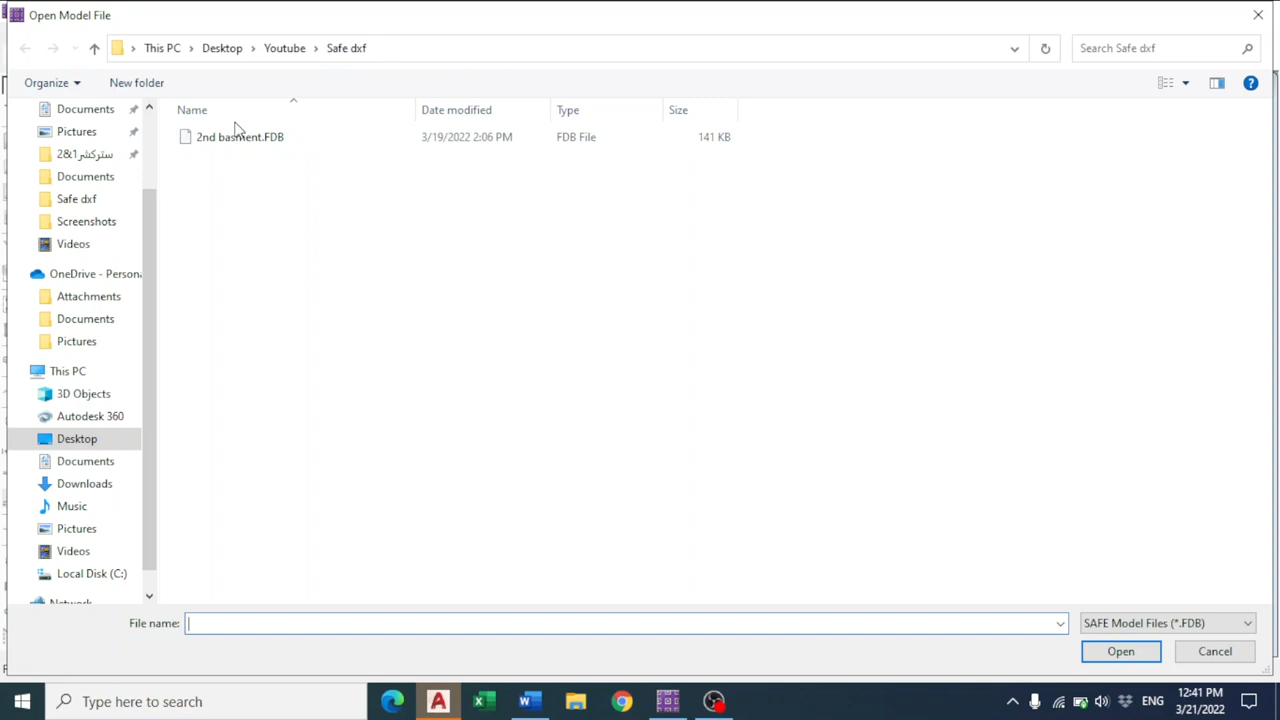 Open Model File
This PC > Desktop > Youtube > Safe dxf
Search Safe dxf
Organize
New folder
Documents
Pictures
ستركشر1&2
Documents
Safe dxf
Screenshots
Videos
OneDrive - Persona
Attachments
Documents
Pictures
This PC
3D Objects
Autodesk 360
Desktop
Documents
Downloads
Music
Pictures
Videos
Local Disk (C:)
Network
Name
Date modified
Type
Size
2nd basment.FDB
3/19/2022 2:06 PM
FDB File
141 KB
File name:
SAFE Model Files (*.FDB)
Open
Cancel
Type here to search
ENG
12:41 PM
3/21/2022